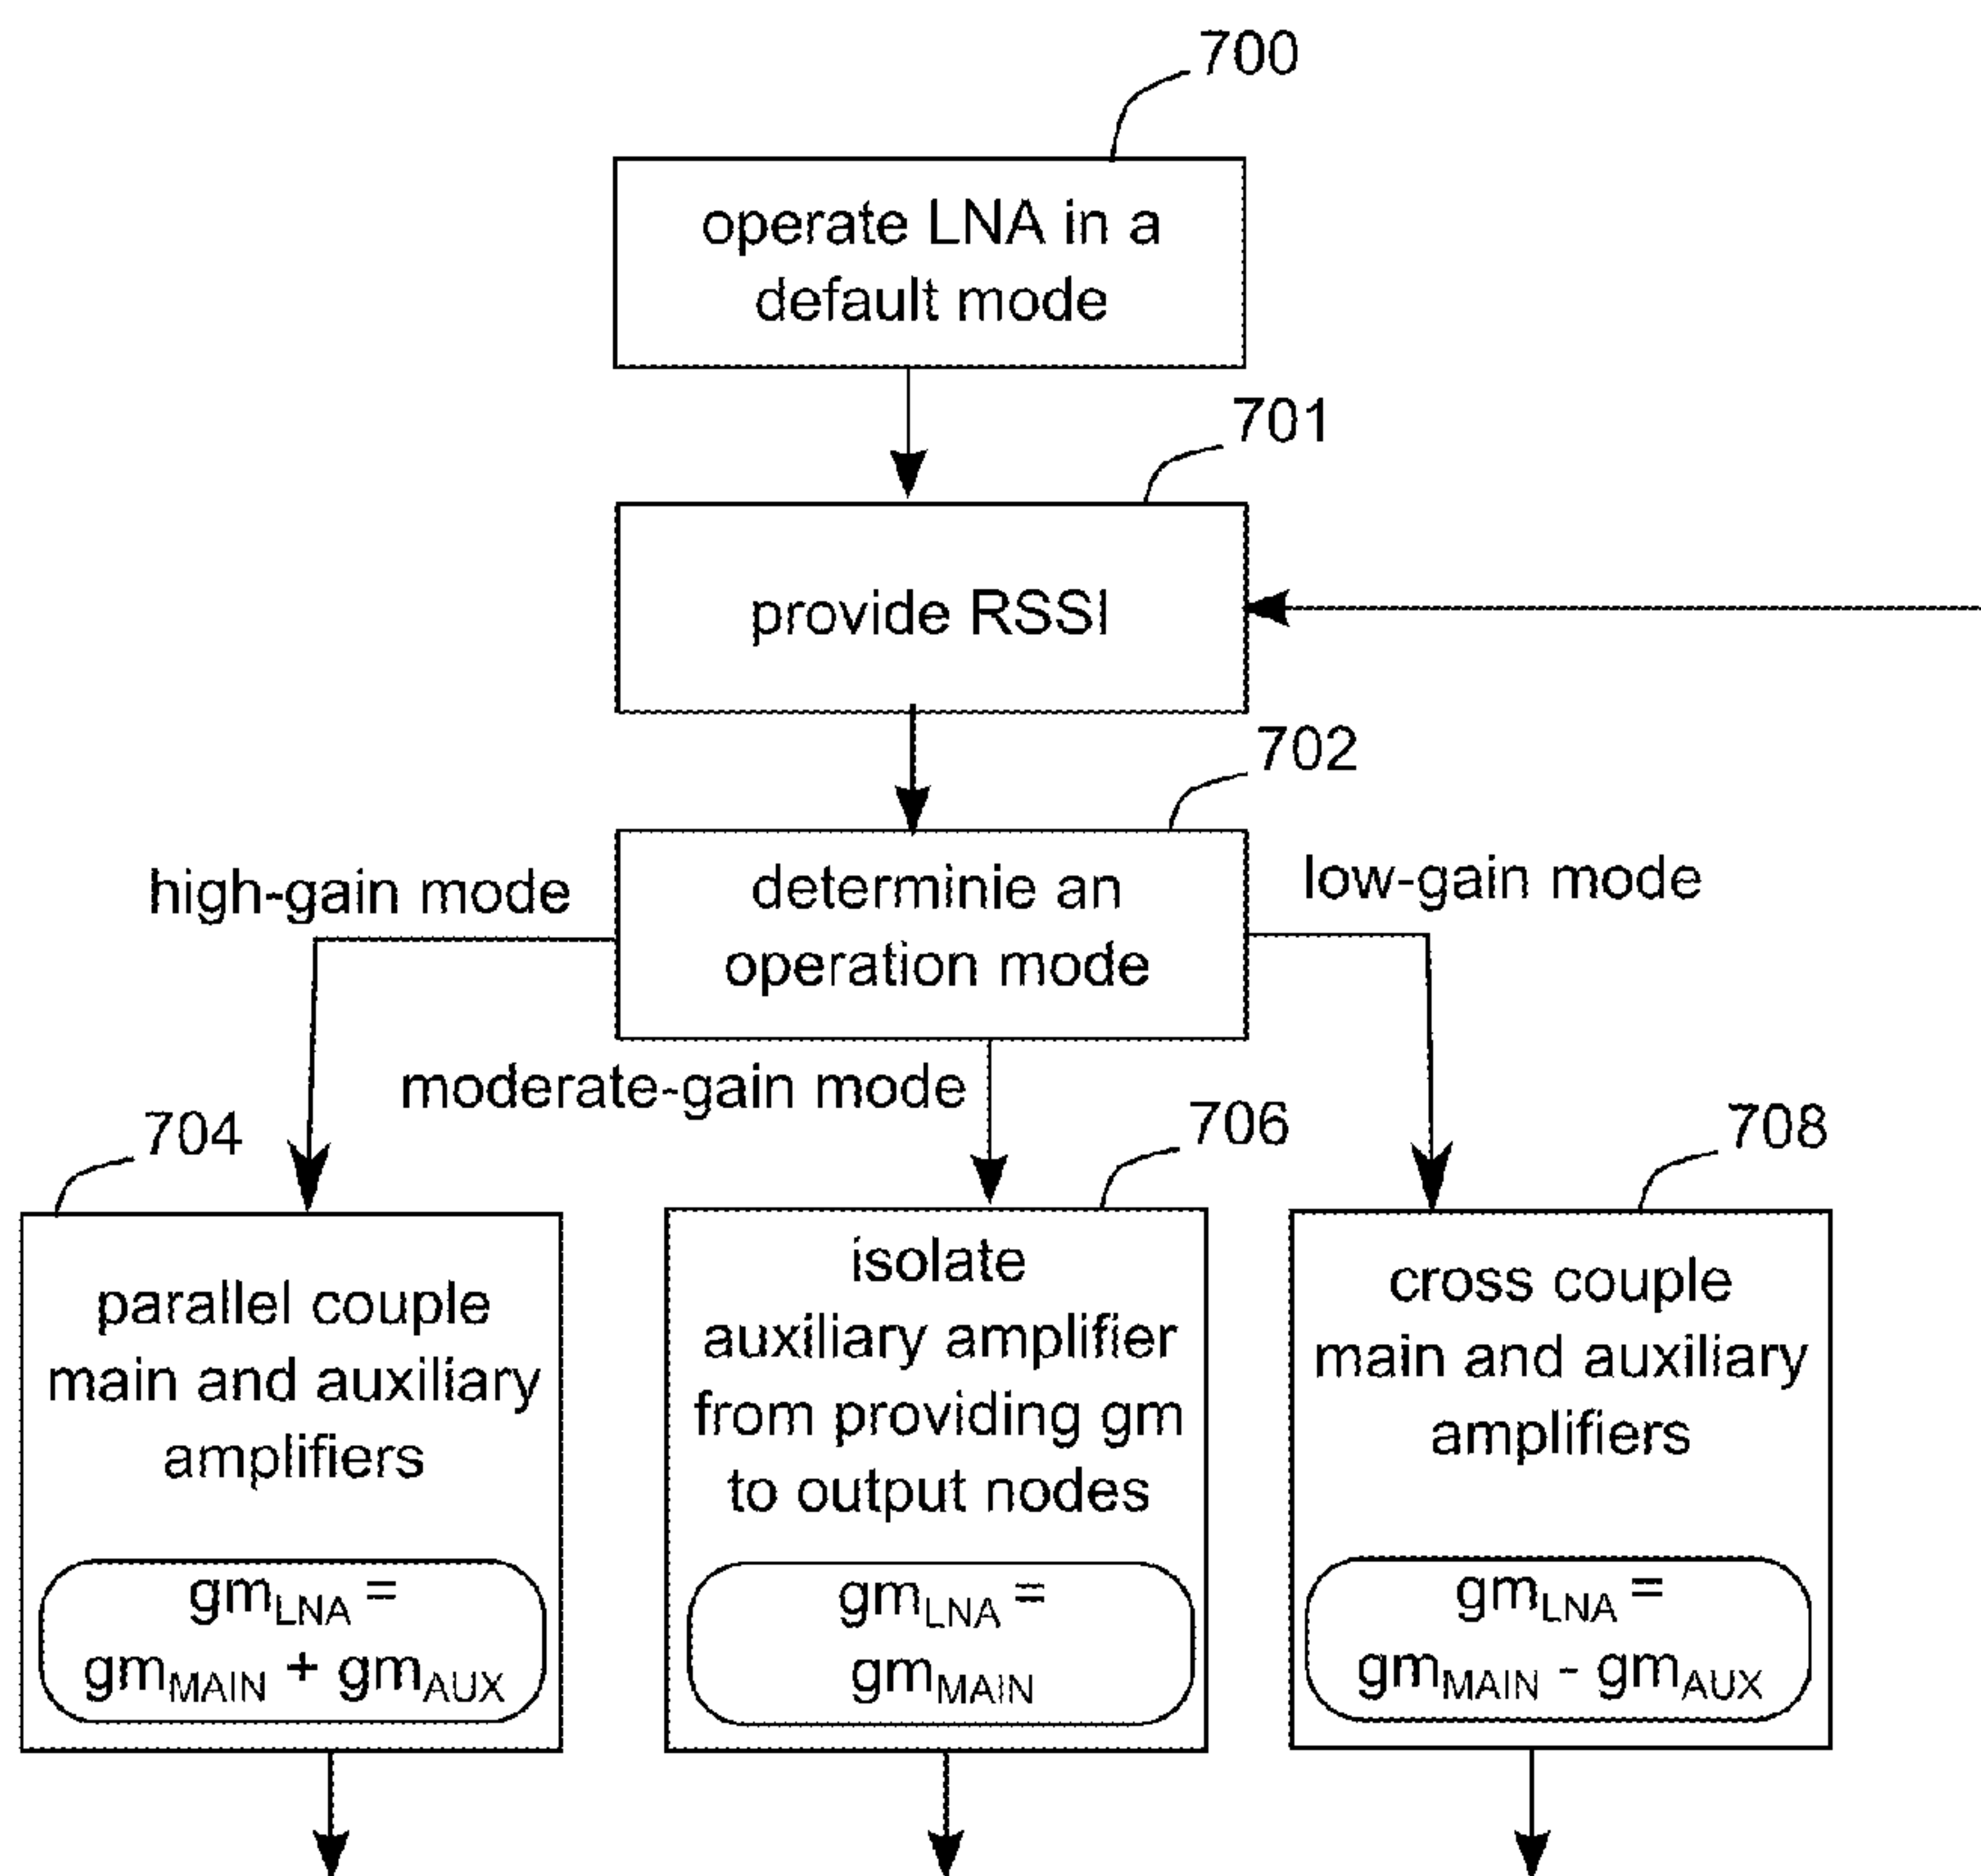 700
operate LNA in a
default mode
701
provide RSSI
702
determinie an
operation mode
high-gain mode
low-gain mode
moderate-gain mode
704
parallel couple
main and auxiliary
amplifiers
gmLNA =
gmMAIN + gmAUX
706
isolate
auxiliary amplifier
from providing gm
to output nodes
gmLNA =
gmMAIN
708
cross couple
main and auxiliary
amplifiers
gmLNA =
gmMAIN - gmAUX